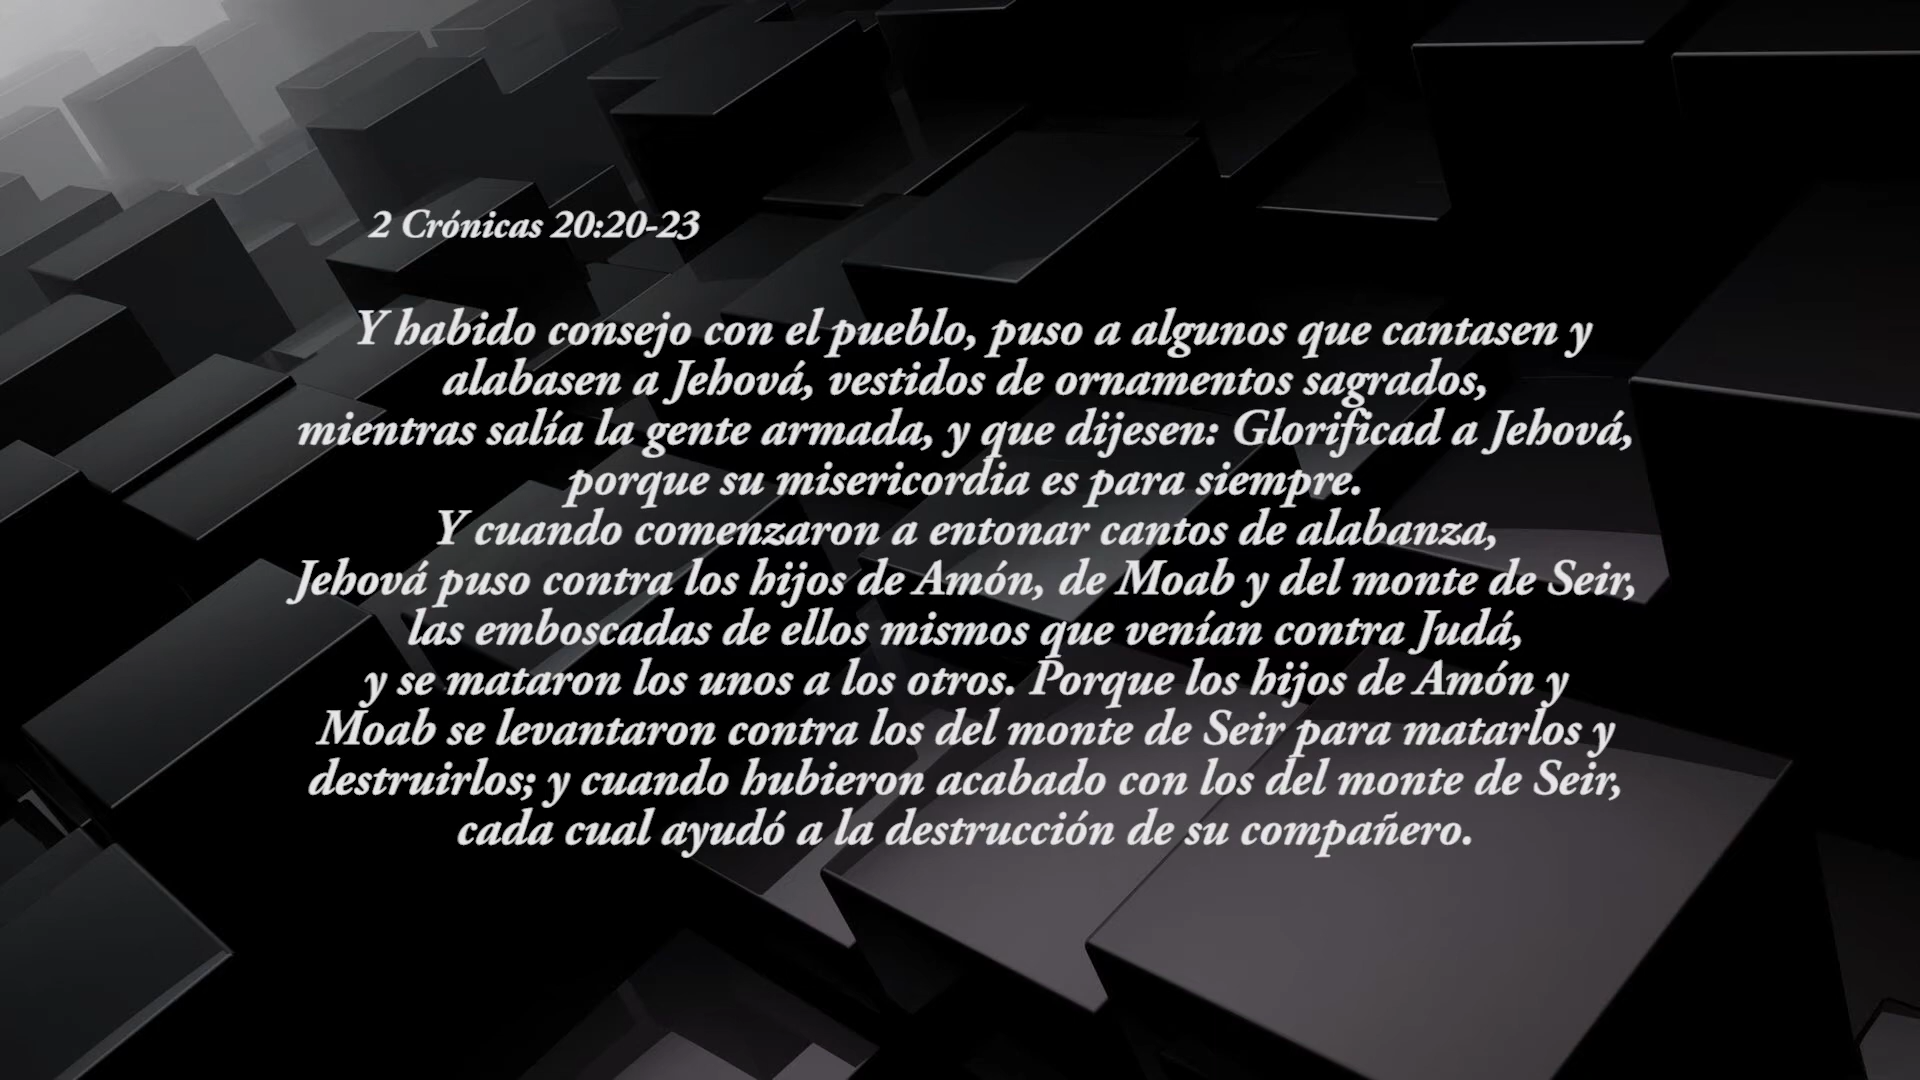 2 Crónicas 20:20-23
Y habido consejo con el pueblo, puso a algunos que cantasen y
alabasen a Jehová, vestidos de ornamentos sagrados,
mientras salía la gente armada, y que dijesen: Glorificad a Jehová,
porque su misericordia es para siempre.
Y cuando comenzaron a entonar cantos de alabanza,
Jehová puso contra los hijos de Amón, de Moab y del monte de Seir,
las emboscadas de ellos mismos que venían contra Judá,
y se mataron los unos a los otros. Porque los hijos de Amón y
Moab se levantaron contra los del monte de Seir para matarlos y
destruirlos; y cuando hubieron acabado con los del monte de Seir,
cada cual ayudó a la destrucción de su compañero.